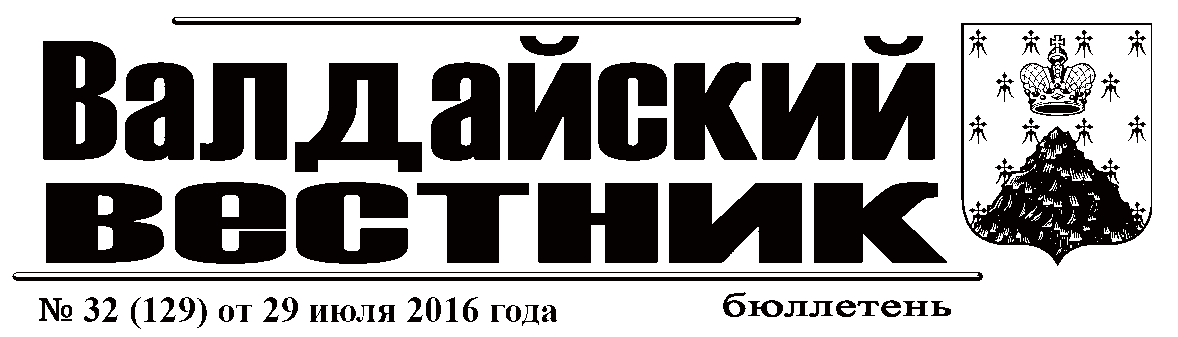 Валдайский
вестник
№ 32 (129) от 29 июля 2016 года
бюллетень